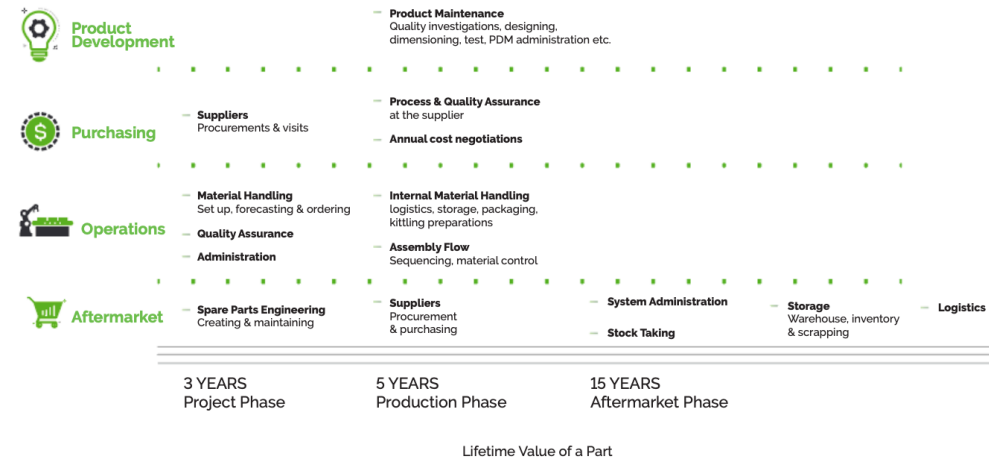 Product
Development
Product Maintenance
Quality investigations, designing,
dimensioning, test, PDM administration etc.
Purchasing
Suppliers
Procurements & visits
Process & Quality Assurance
at the supplier
Annual cost negotiations
Operations
Material Handling
Set up, forecasting & ordering
Quality Assurance
Administration
Internal Material Handling
logistics, storage, packaging,
kittling preparations
Assembly Flow
Sequencing, material control
Aftermarket
Spare Parts Engineering
Creating & maintaining
Suppliers
Procurement
& purchasing
System Administration
Stock Taking
Storage
Warehouse, inventory
& scrapping
Logistics
3 YEARS
Project Phase
5 YEARS
Production Phase
15 YEARS
Aftermarket Phase
Lifetime Value of a Part